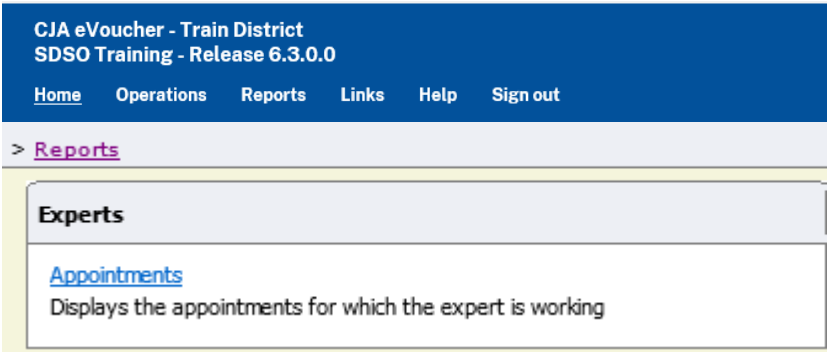 CJA eVoucher - Train District
SDSO Training - Release 6.3.0.0
Home Operations Reports Links Help Sign out
> Reports
Experts
Appointments
Displays the appointments for which the expert is working